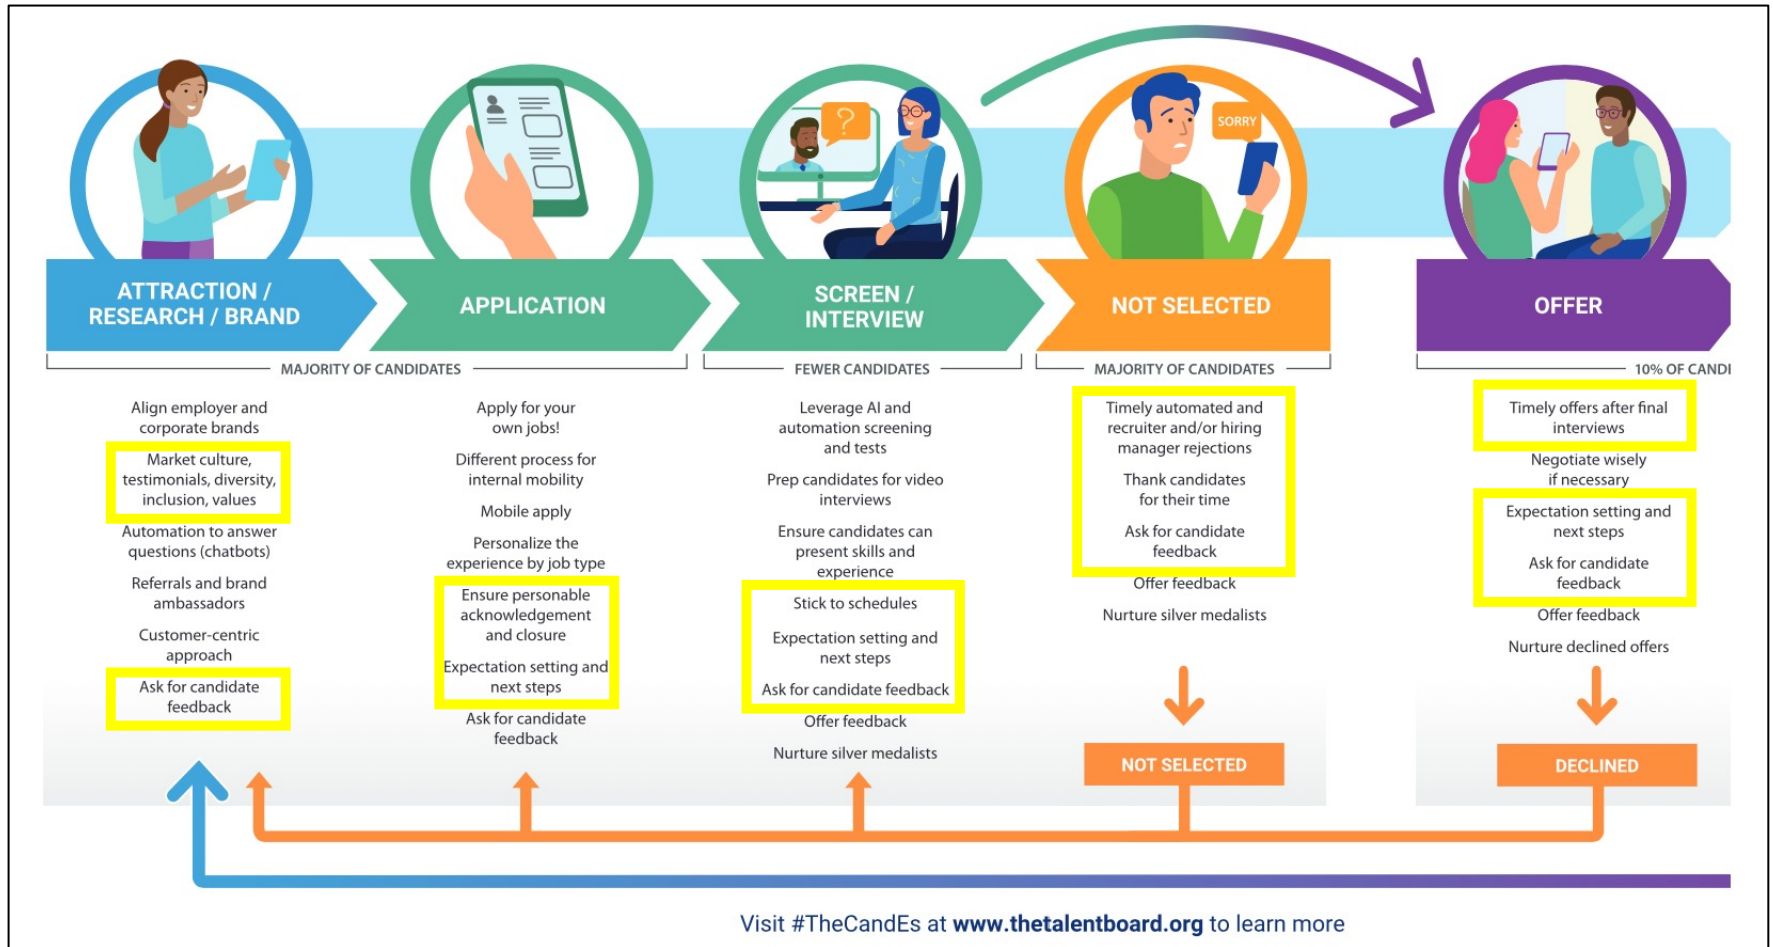 ?
SORRY
ATTRACTION /
RESEARCH / BRAND
APPLICATION
SCREEN /
INTERVIEW
NOT SELECTED
OFFER
MAJORITY OF CANDIDATES
FEWER CANDIDATES
MAJORITY OF CANDIDATES
10% OF CANDI
Align employer and
corporate brands
Market culture,
testimonials, diversity,
inclusion, values
Automation to answer
questions (chatbots)
Referrals and brand
ambassadors
Customer-centric
approach
Ask for candidate
feedback
Apply for your
own jobs!
Different process for
internal mobility
Mobile apply
Personalize the
experience by job type
Ensure personable
acknowledgement
and closure
Expectation setting and
next steps
Ask for candidate
feedback
Leverage AI and
automation screening
and tests
Prep candidates for video
interviews
Ensure candidates can
present skills and
experience
Stick to schedules
Expectation setting and
next steps
Ask for candidate feedback
Offer feedback
Nurture silver medalists
Timely automated and
recruiter and/or hiring
manager rejections
Thank candidates
for their time
Ask for candidate
feedback
Offer feedback
Nurture silver medalists
NOT SELECTED
Timely offers after final
interviews
Negotiate wisely
if necessary
Expectation setting and
next steps
Ask for candidate
feedback
Offer feedback
Nurture declined offers
DECLINED
Visit #TheCandEs at www.thetalentboard.org to learn more